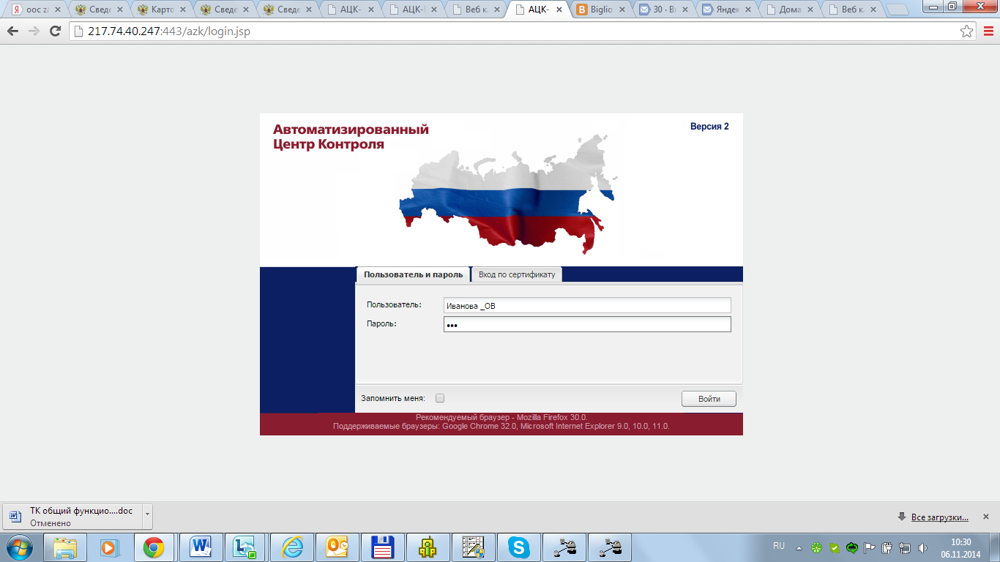 оос за
Сведе
Карто
Сведе
Сведе
АЦК-
АЦК-
Веб к
АЦК-
Biglio
30 · В
Яндек
Дома
Веб к
217.74.40.247:443/azk/login.jsp
Автоматизированный
Центр Контроля
Версия 2
Пользователь и пароль
Вход по сертификату
Пользователь:
Иванова _ОВ
Пароль:
•••
Запомнить меня:
Войти
Рекомендуемый браузер - Mozilla Firefox 30.0.
Поддерживаемые браузеры: Google Chrome 32.0, Microsoft Internet Explorer 9.0, 10.0, 11.0.
ТК общий функцио....doc
Отменено
Все загрузки...
RU
10:30
06.11.2014